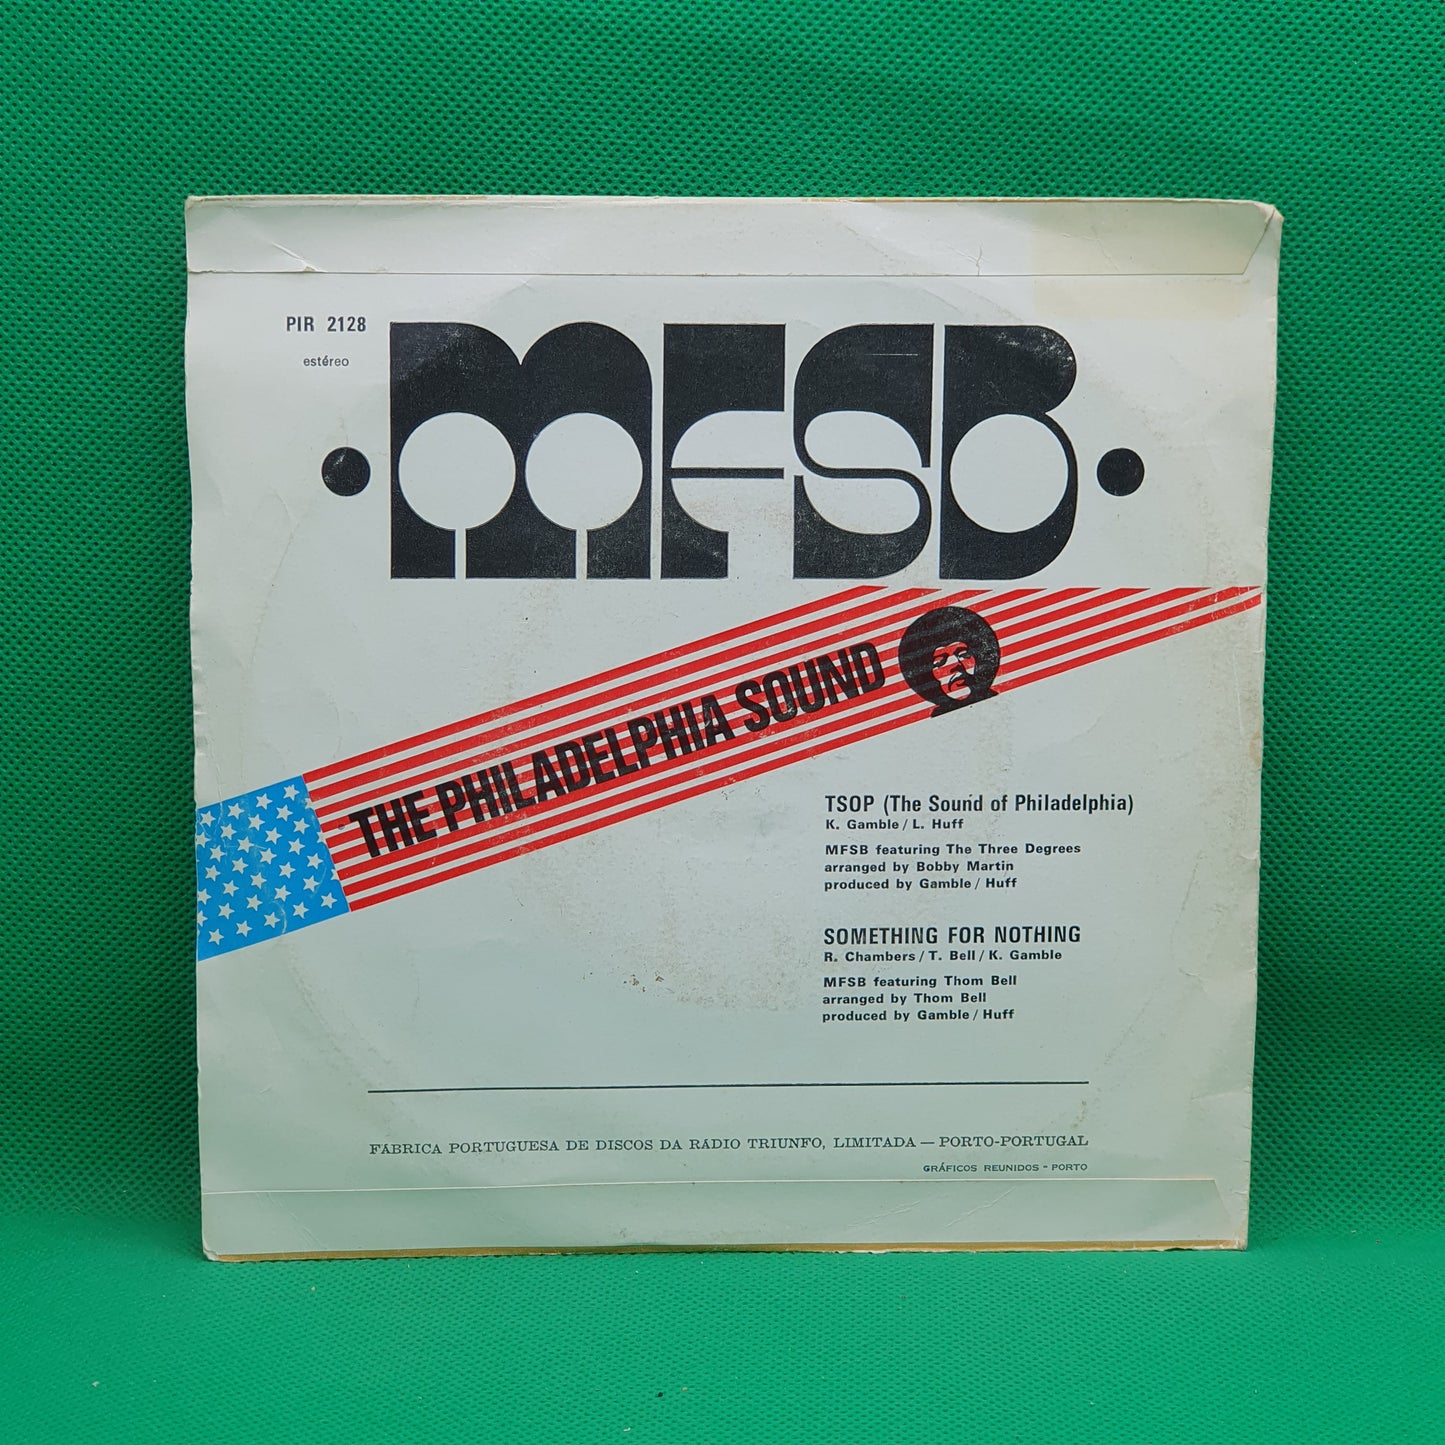 PIR 2128
estéreo
• MFSB •
THE PHILADELPHIA SOUND
TSOP (The Sound of Philadelphia)
K. Gamble / L. Huff
MFSB featuring The Three Degrees
arranged by Bobby Martin
produced by Gamble / Huff
SOMETHING FOR NOTHING
R. Chambers / T. Bell / K. Gamble
MFSB featuring Thom Bell
arranged by Thom Bell
produced by Gamble / Huff
FÁBRICA PORTUGUESA DE DISCOS DA RÁDIO TRIUNFO, LIMITADA — PORTO-PORTUGAL
GRÁFICOS REUNIDOS - PORTO